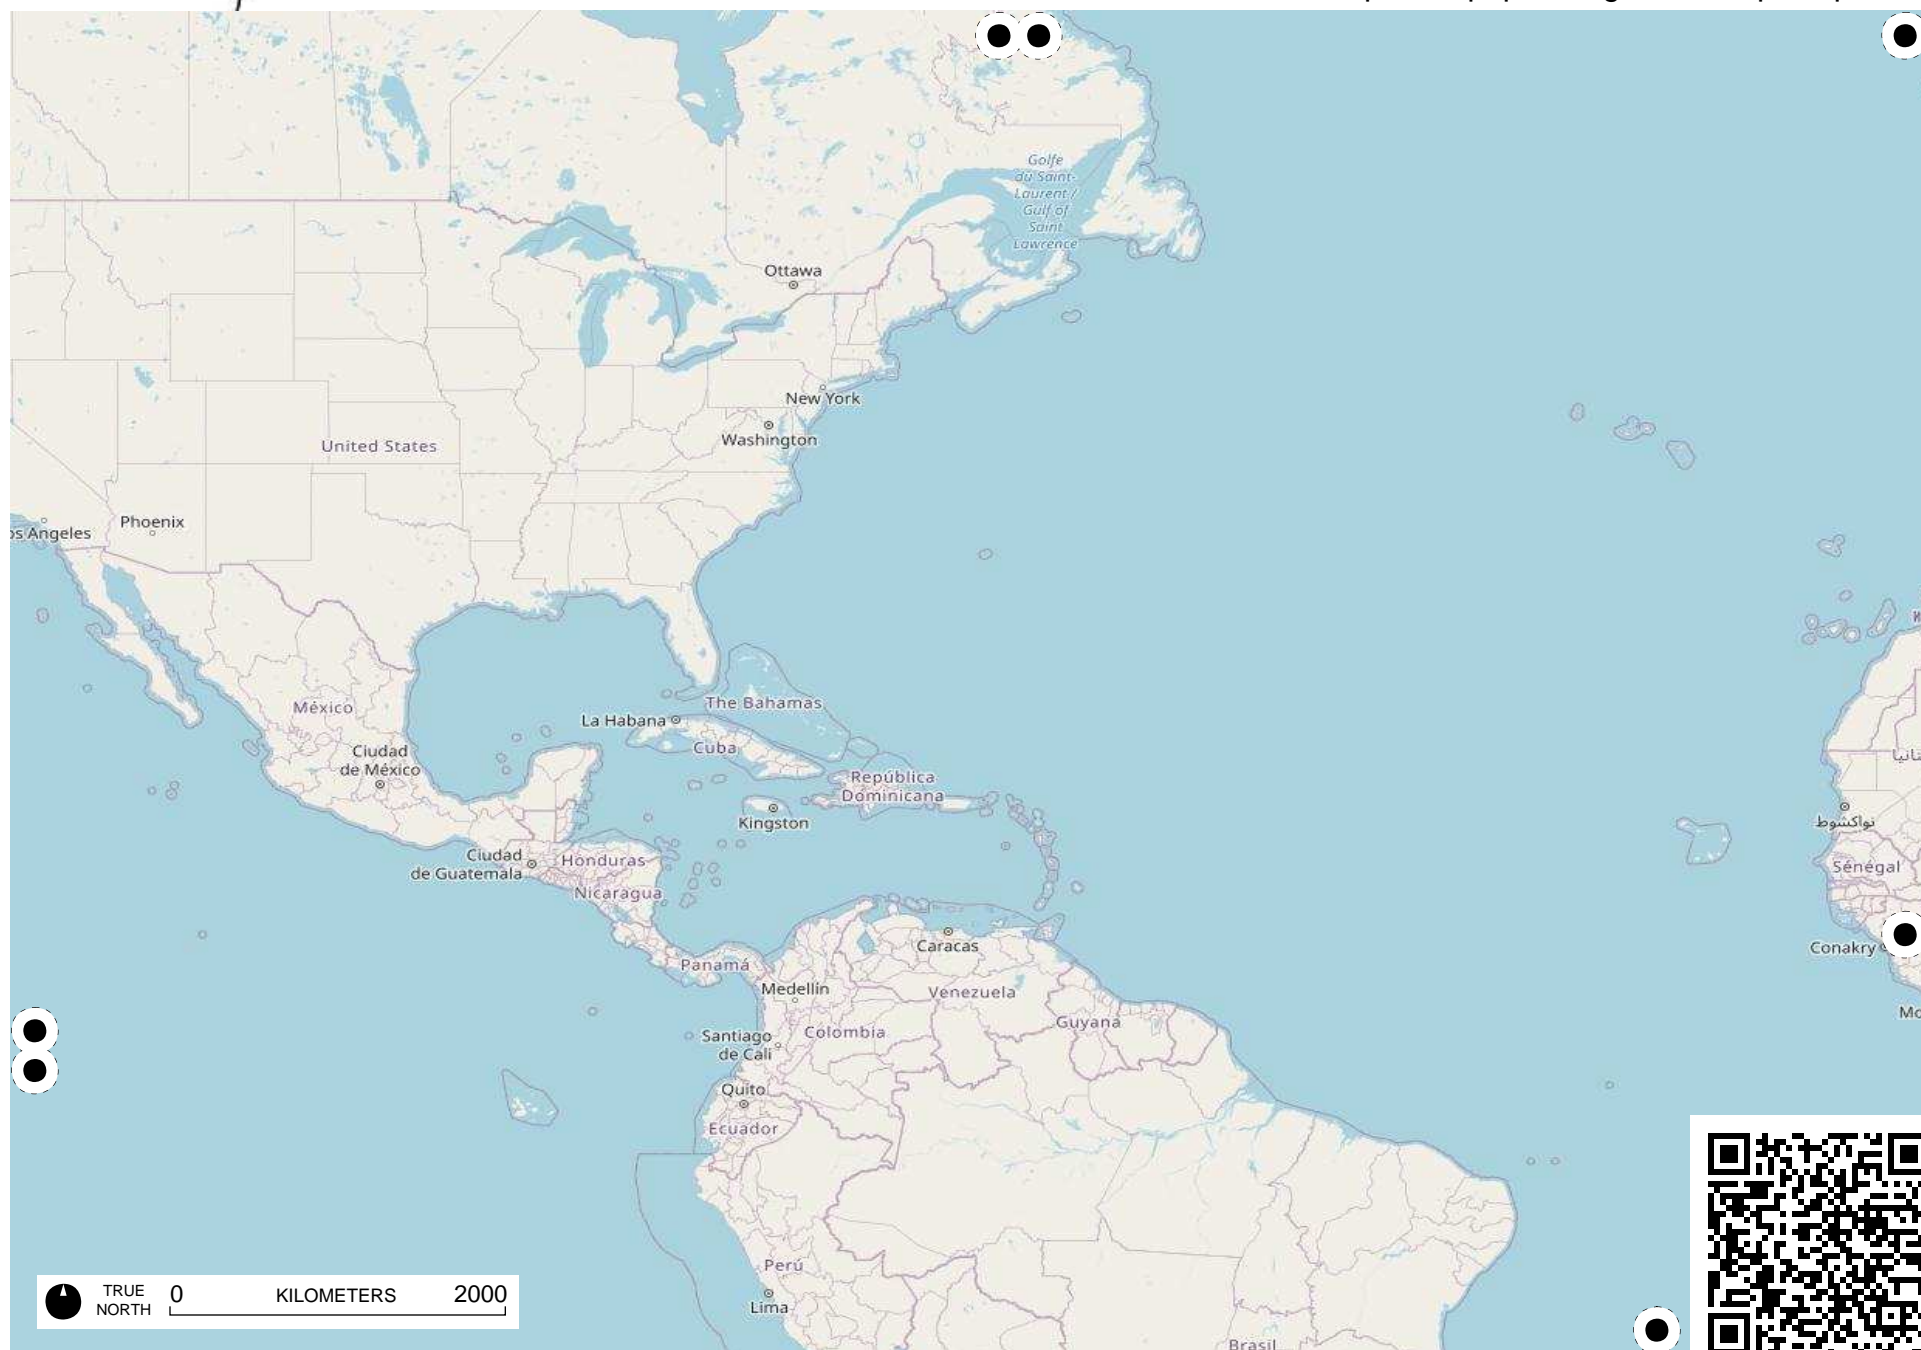 Golfe
du Saint-
Laurent /
Gulf of
Saint
Lawrence
Ottawa
New York
Washington
United States
Phoenix
os Angeles
México
Ciudad
de México
La Habana
The Bahamas
Cuba
República
Dominicana
Kingston
Ciudad
de Guatemala
Honduras
Nicaragua
نواكشوط
Sénégal
Conakry
Caracas
Panamá
Medellín
Venezuela
Guyana
Colombia
Santiago
de Cali
Quito
Ecuador
Perú
Lima
Brasil
TRUE
NORTH
0 KILOMETERS 2000